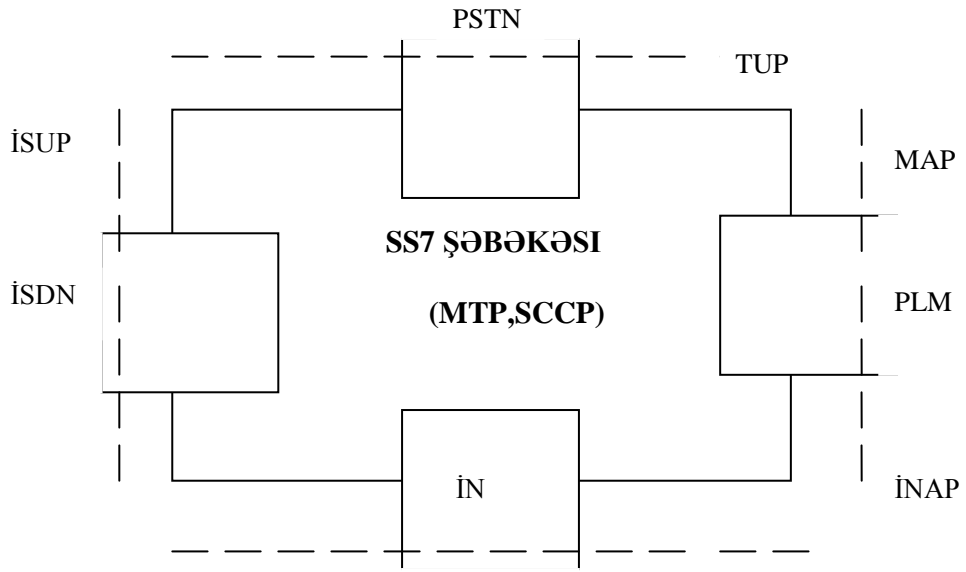 PSTN
TUP
İSUP
MAP
SS7 ŞƏBƏKƏSI
İSDN
(MTP,SCCP)
PLM
İN
İNAP